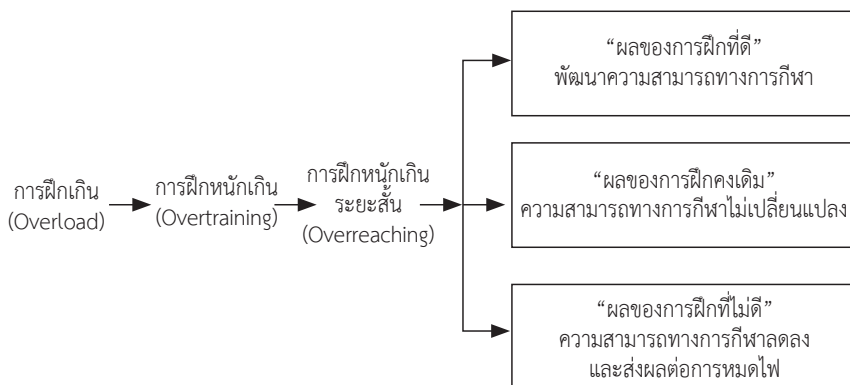 การฝึกเกิน
(Overload)
การฝึกหนักเกิน
(Overtraining)
การฝึกหนักเกิน
ระยะสั้น
(Overreaching)
“ผลของการฝึกที่ดี”
พัฒนาความสามารถทางการกีฬา
“ผลของการฝึกคงเดิม”
ความสามารถทางการกีฬาไม่เปลี่ยนแปลง
“ผลของการฝึกที่ไม่ดี”
ความสามารถทางการกีฬาลดลง
และส่งผลต่อการหมดไฟ